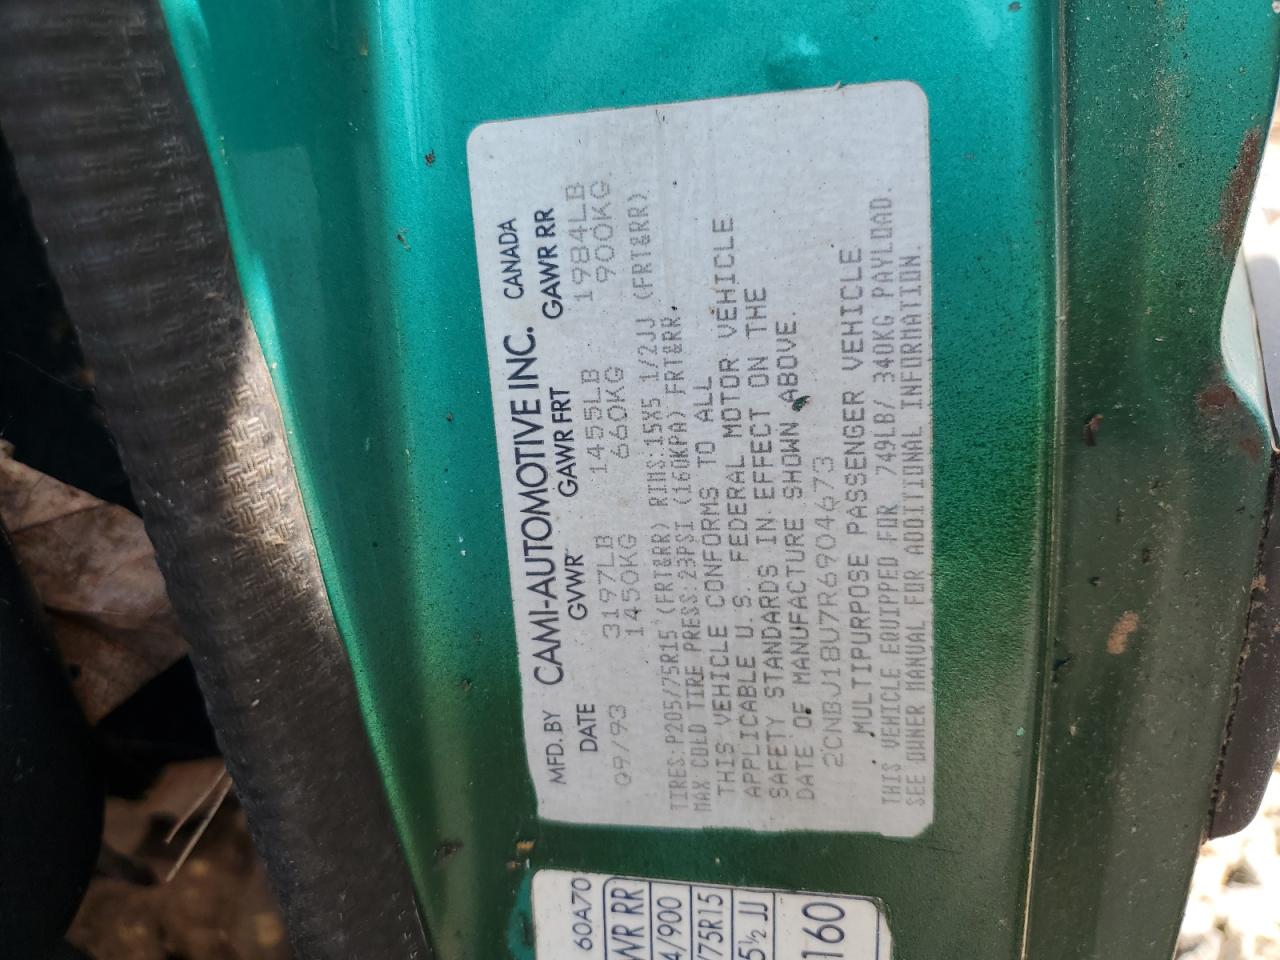 MFD. BY CAMI-AUTOMOTIVE INC. CANADA
DATE GVWR GAWR FRT GAWR RR
09/93 3197LB 1455LB 1984LB
1450KG 660KG 900KG
TIRES:P205/75R15 (FRT&RR) RIMS:15X5 1/2JJ (FRT&RR)
MAX COLD TIRE PRESS:23PSI (160KPA) FRT&RR.
THIS VEHICLE CONFORMS TO ALL
APPLICABLE U.S. FEDERAL MOTOR VEHICLE
SAFETY STANDARDS IN EFFECT ON THE
DATE OF MANUFACTURE SHOWN ABOVE.
2CNBJ18U7R6904673
MULTIPURPOSE PASSENGER VEHICLE
THIS VEHICLE EQUIPPED FOR 749LB/ 340KG PAYLOAD.
SEE OWNER MANUAL FOR ADDITIONAL INFORMATION.
60A70
WR RR
4/900
/75R15
5½ JJ
160